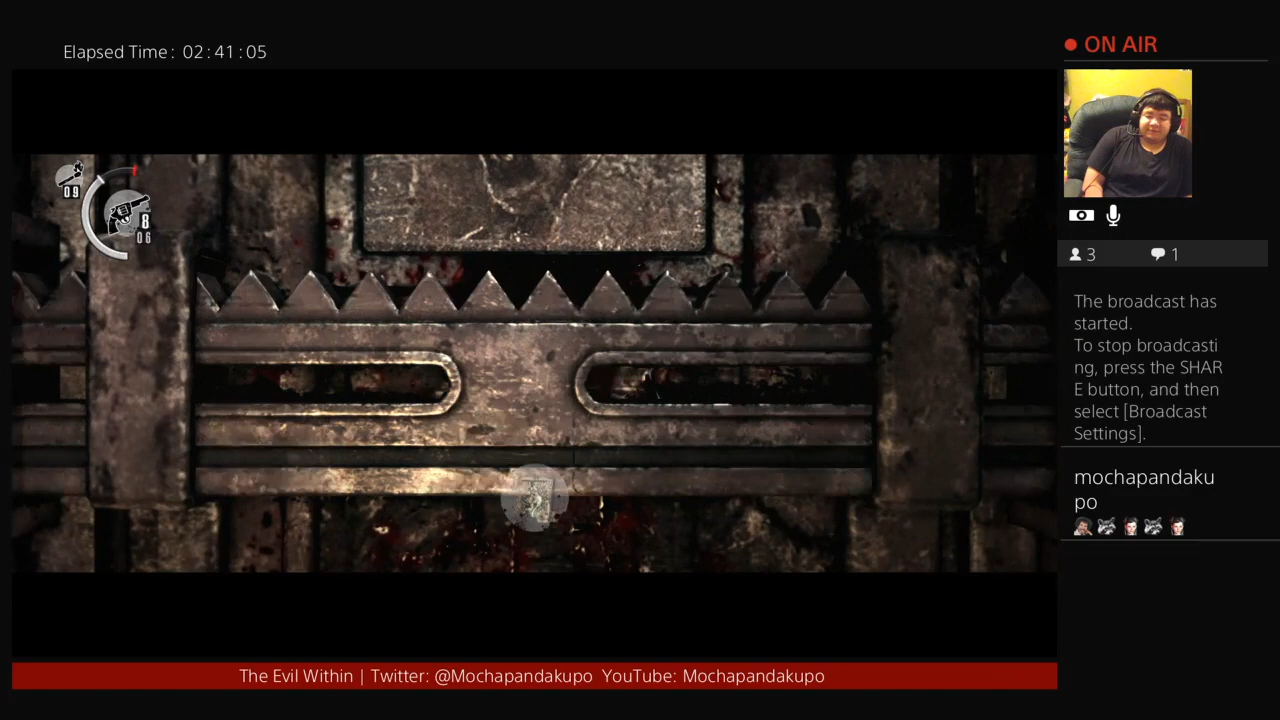 Elapsed Time: 02:41:05
ON AIR
09
8
06
3
1
The broadcast has
started.
To stop broadcasti
ng, press the SHAR
E button, and then
select [Broadcast
Settings].
mochapandaku
po
The Evil Within | Twitter: @Mochapandakupo YouTube: Mochapandakupo